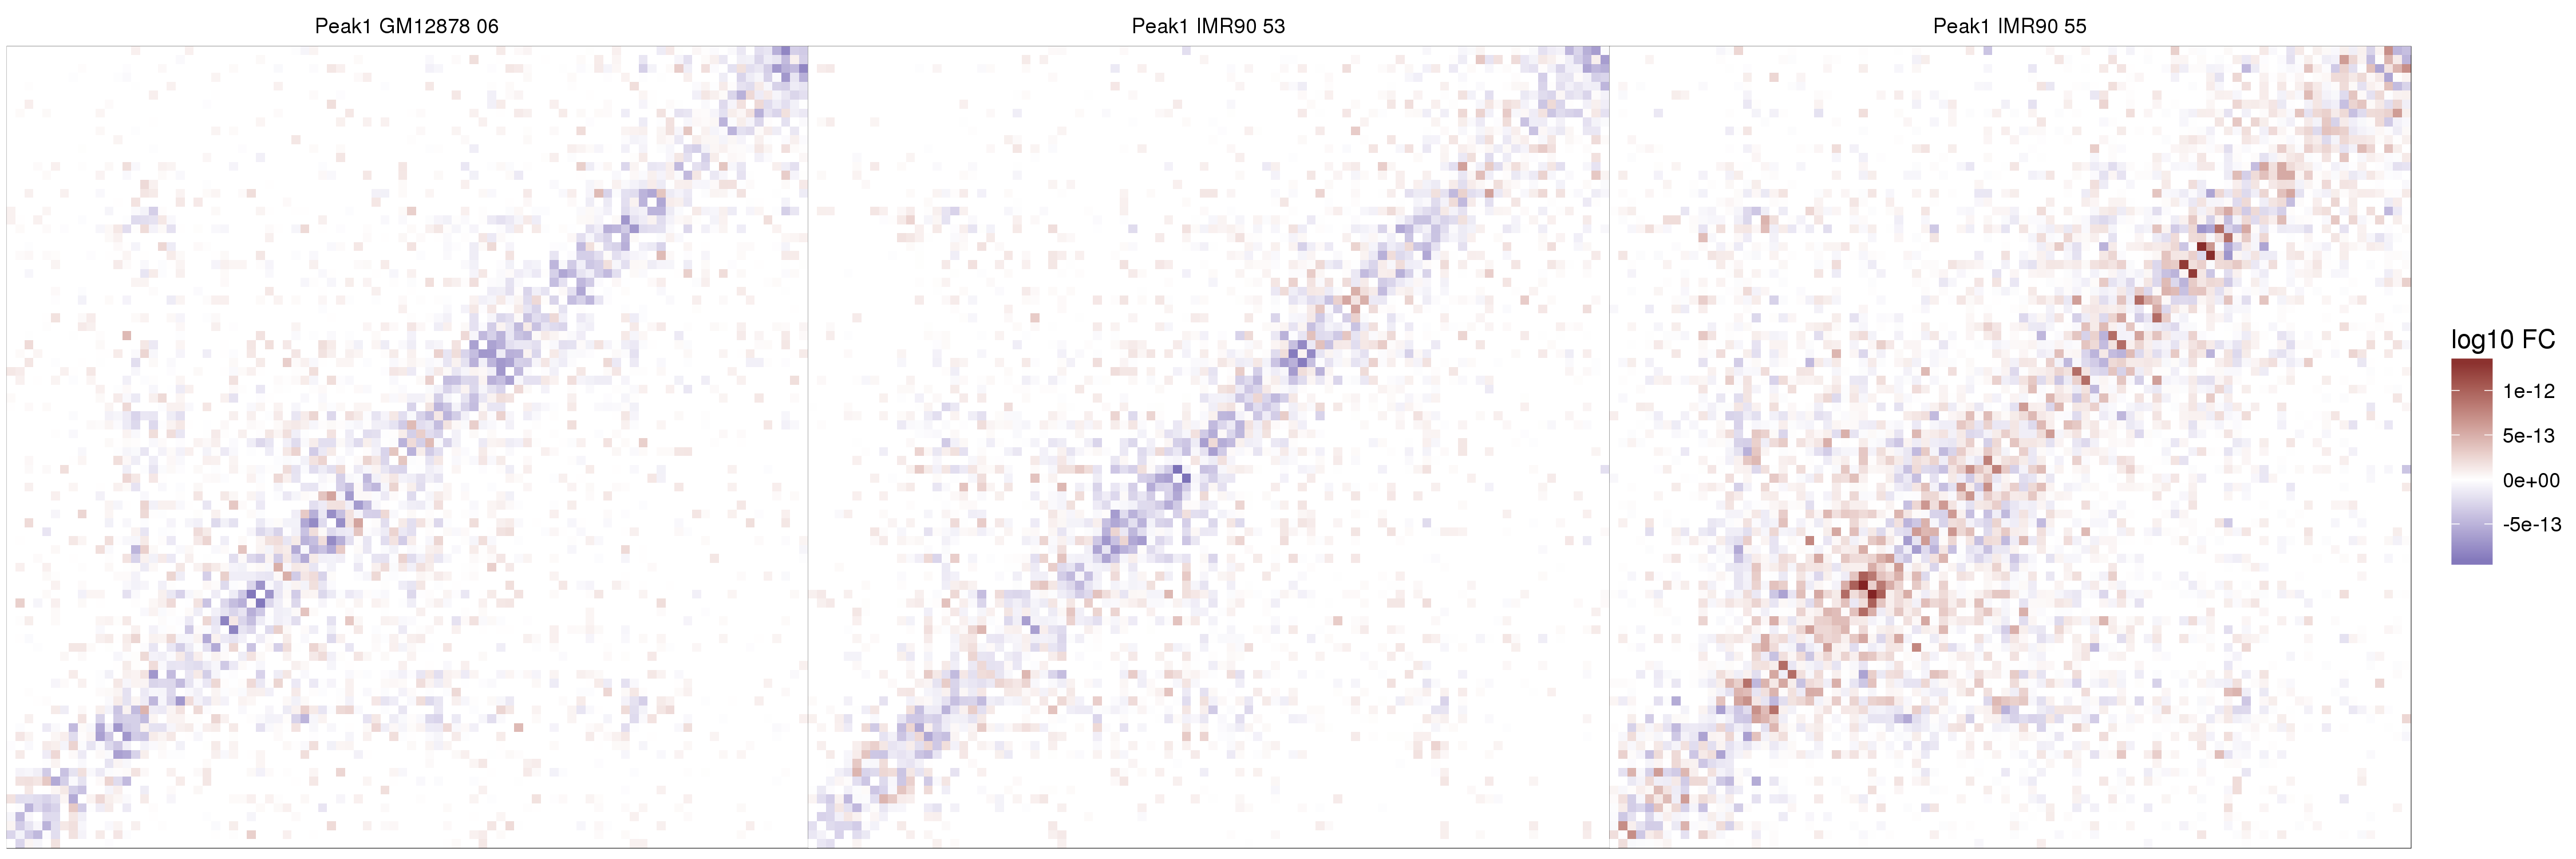 Peak1 GM12878 06
Peak1 IMR90 53
Peak1 IMR90 55
log10 FC
1e-12
5e-13
0e+00
-5e-13